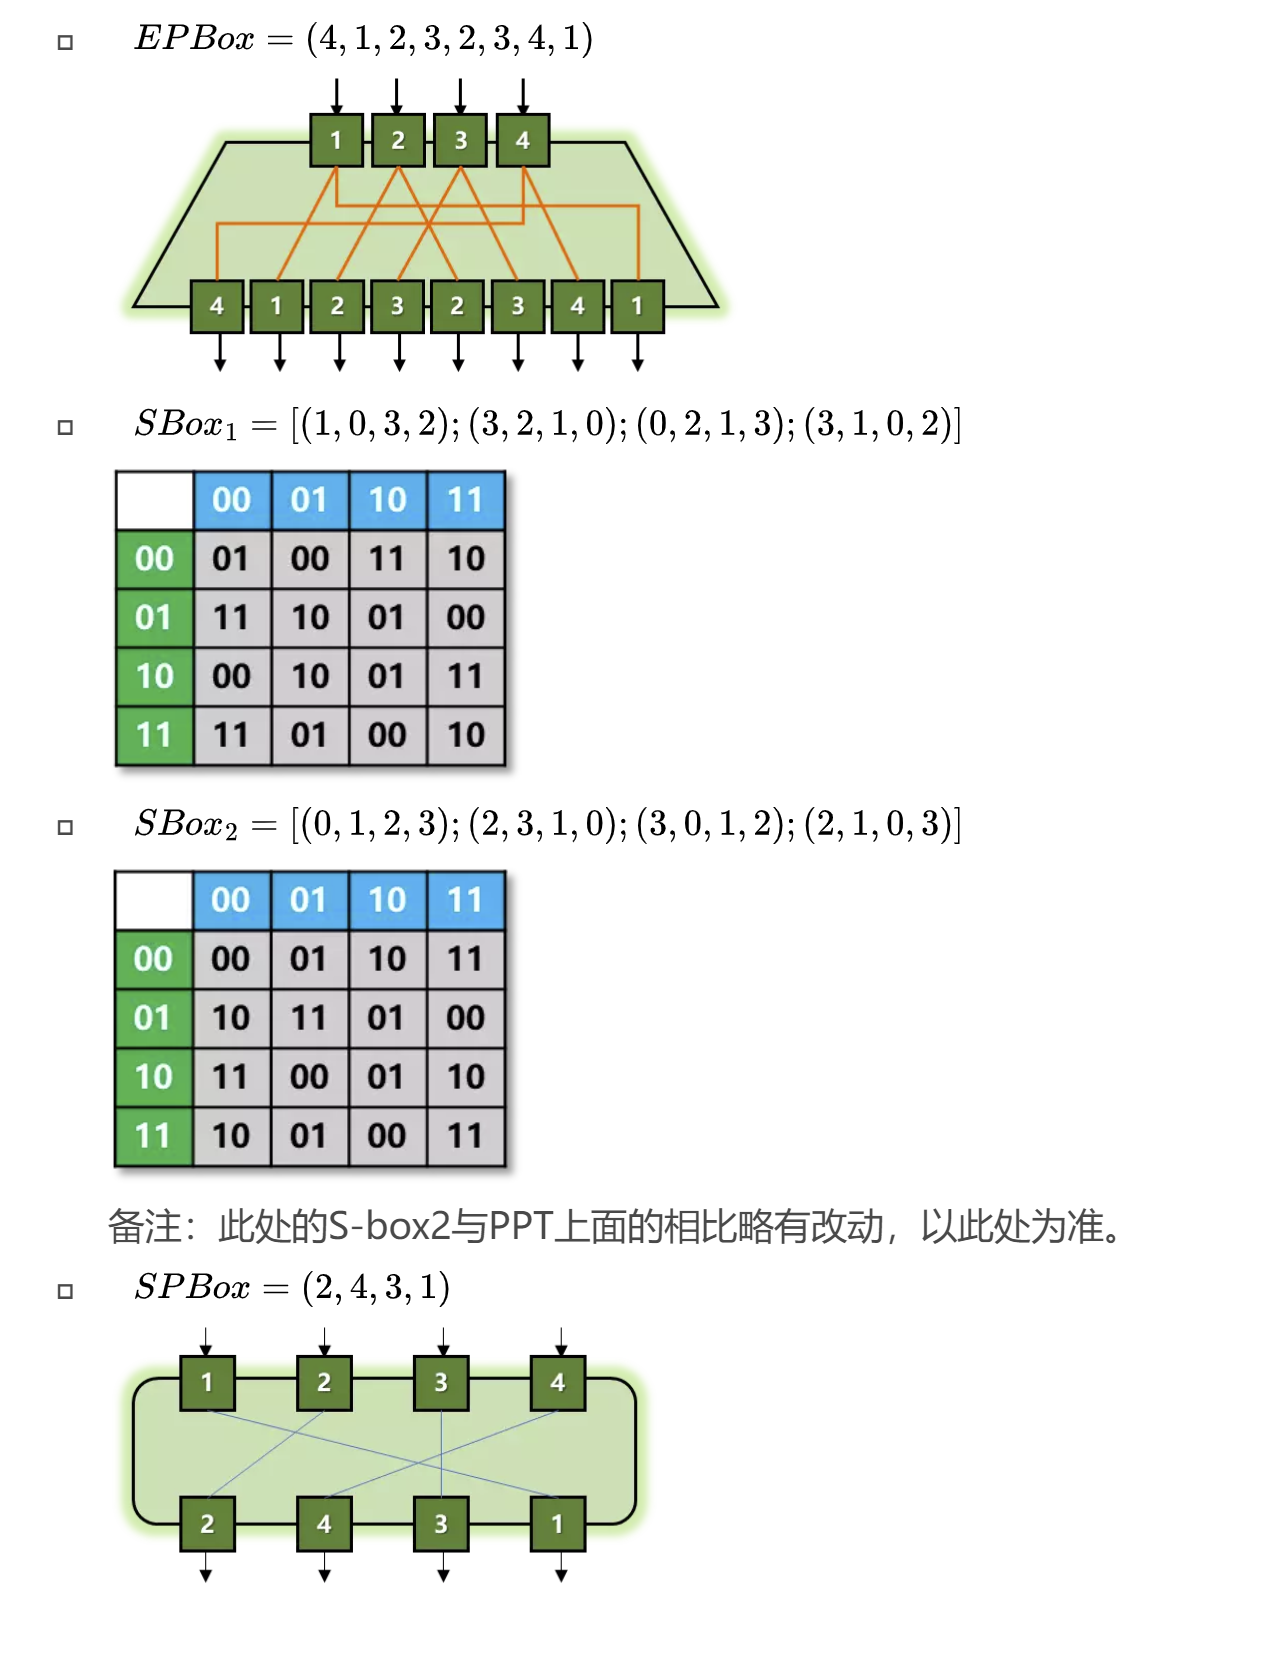 EPBox = (4, 1, 2, 3, 2, 3, 4, 1)
1 2 3 4
4 1 2 3 2 3 4 1
SBox₁ = [(1, 0, 3, 2); (3, 2, 1, 0); (0, 2, 1, 3); (3, 1, 0, 2)]
00 01 10 11
00 01 00 11 10
01 11 10 01 00
10 00 10 01 11
11 11 01 00 10
SBox₂ = [(0, 1, 2, 3); (2, 3, 1, 0); (3, 0, 1, 2); (2, 1, 0, 3)]
00 01 10 11
00 00 01 10 11
01 10 11 01 00
10 11 00 01 10
11 10 01 00 11
备注：此处的S-box2与PPT上面的相比略有改动，以此处为准。
SPBox = (2, 4, 3, 1)
1 2 3 4
2 4 3 1